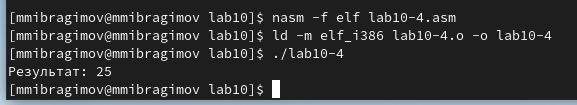 [mmibragimov@mmibragimov lab10]$ nasm -f elf lab10-4.asm
[mmibragimov@mmibragimov lab10]$ ld -m elf_i386 lab10-4.o -o lab10-4
[mmibragimov@mmibragimov lab10]$ ./lab10-4
Результат: 25
[mmibragimov@mmibragimov lab10]$